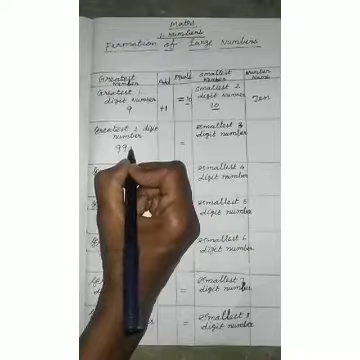 Maths
1. Numbers
Formation of Large Numbers
Greatest Number Add Result Smallest Number Number Name
Greatest 1 digit number 9 +1 = 10 Smallest 2 digit number 10 Ten
Greatest 2 digit number 99 = Smallest 3 digit number
Smallest 4 digit number
Smallest 5 digit number
Smallest 6 digit number
= Smallest 7 digit number
= Smallest 8 digit number